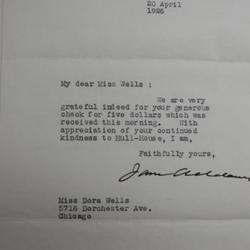 20 April
1926
My dear Miss Wells :
We are very
grateful indeed for your generous
check for five dollars which was
received this morning. With
appreciation of your continued
kindness to Hull-House, I am,
Faithfully yours,
Jane Addams
Miss Dora Wells
5716 Dorchester Ave.
Chicago